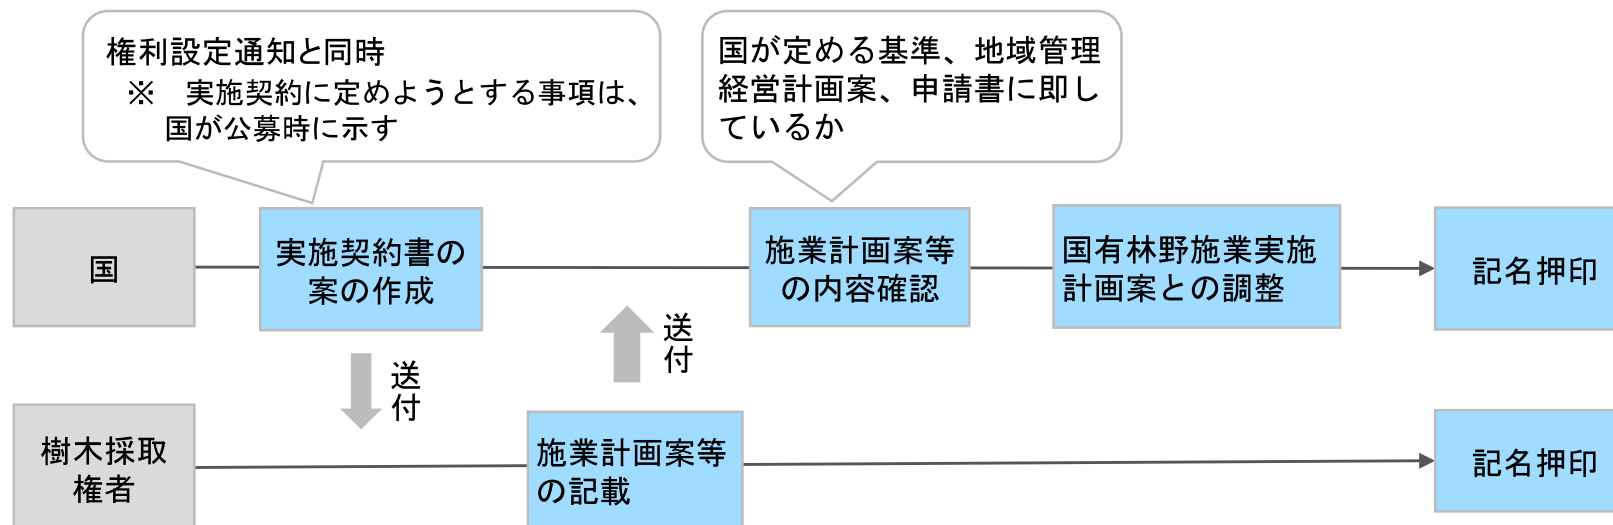 権利設定通知と同時
※　実施契約に定めようとする事項は、
国が公募時に示す
国が定める基準、地域管理
経営計画案、申請書に即し
ているか
国
実施契約書の
案の作成
施業計画案等
の内容確認
国有林野施業実施
計画案との調整
記名押印
送付
送付
樹木採取
権者
施業計画案等
の記載
記名押印